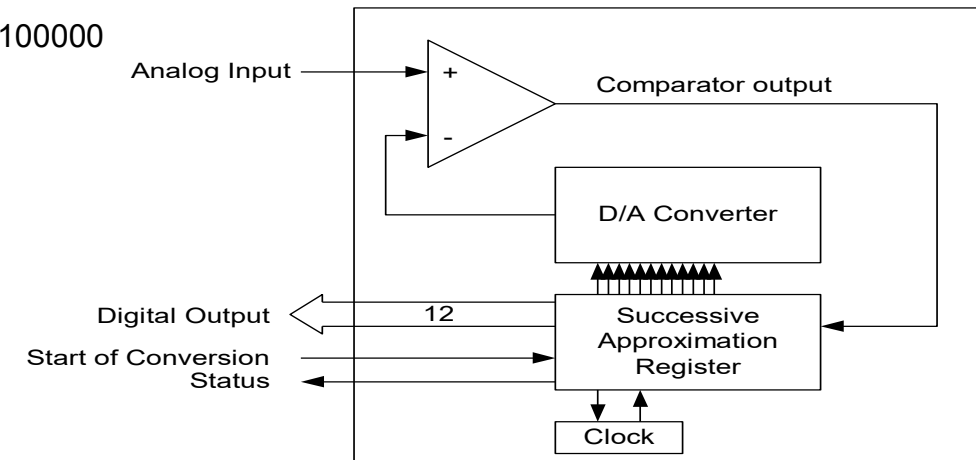 100000
Analog Input
+
Comparator output
-
D/A Converter
Digital Output
12
Successive
Approximation
Register
Start of Conversion
Status
Clock